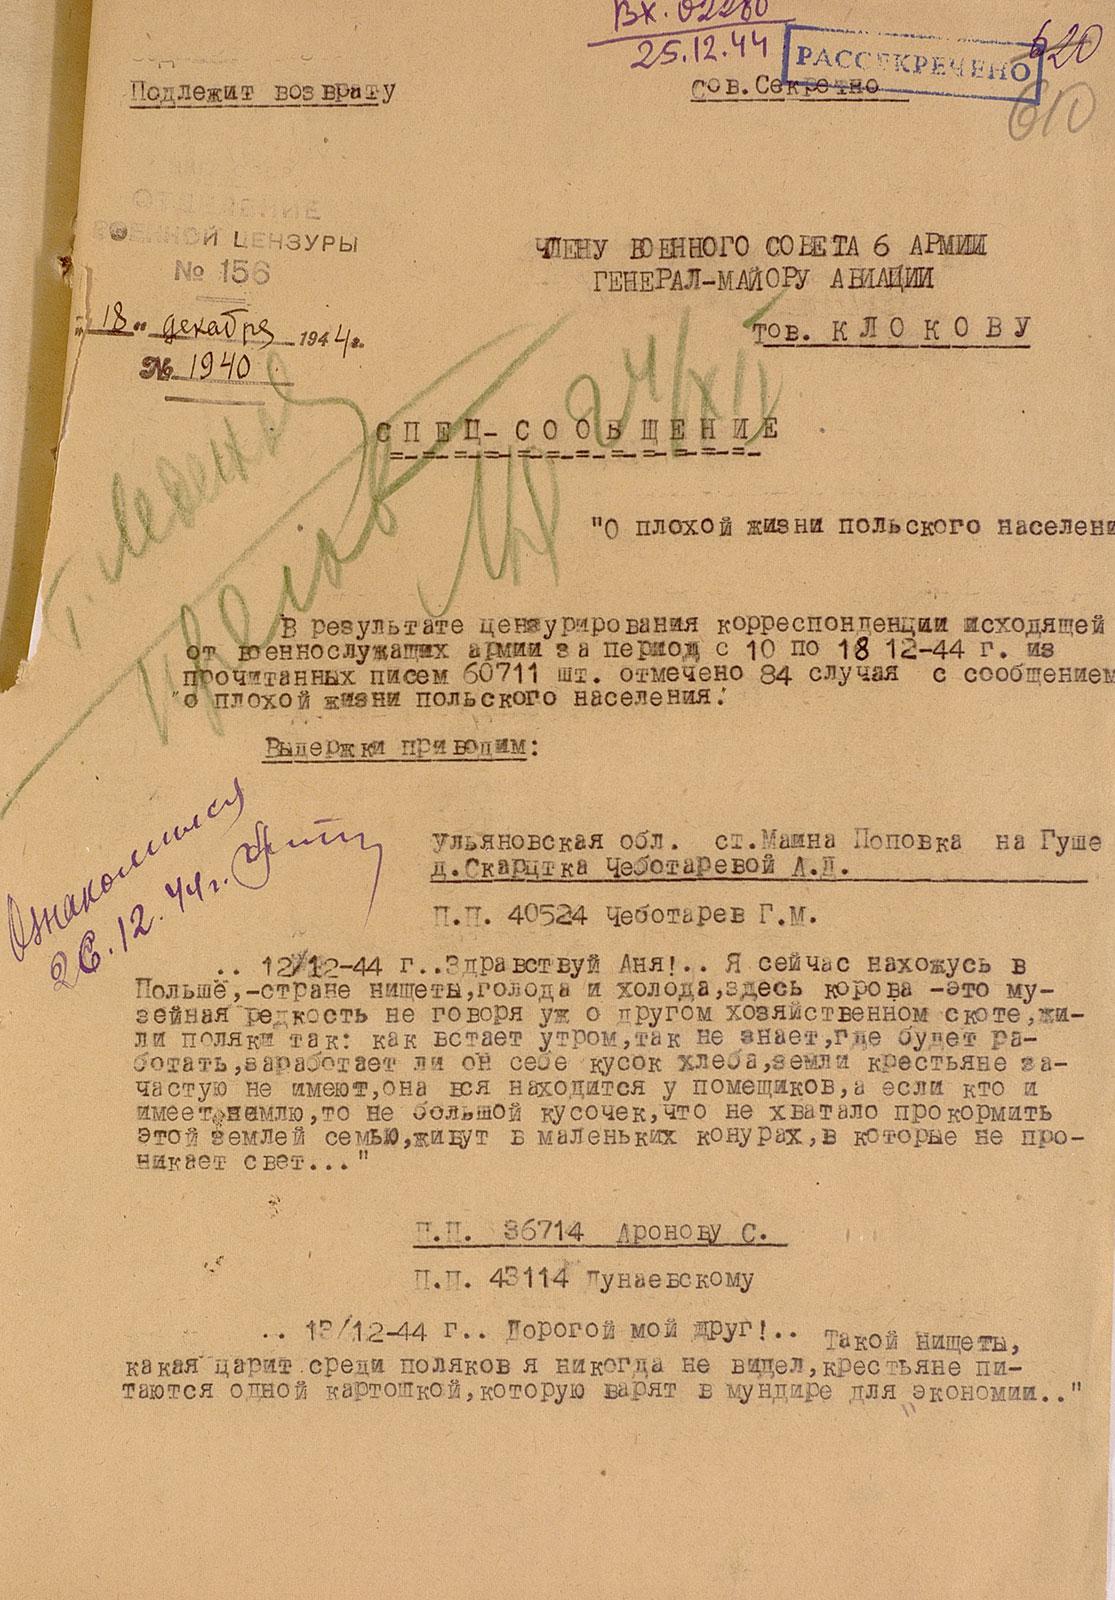 Вх. 02280
25.12.44
РАССЕКРЕЧЕНО
620
610
Подлежит возврату
Сов.Секретно
ОТДЕЛЕНИЕ
ВОЕННОЙ ЦЕНЗУРЫ
№ 156
"18" декабря 1944г.
№ 1940
ЧЛЕНУ ВОЕННОГО СОВЕТА 6 АРМИИ
ГЕНЕРАЛ-МАЙОРУ АВИАЦИИ
тов. КЛОКОВУ
24/XII
СПЕЦ-СООБЩЕНИЕ
"О плохой жизни польского населени
В результате цензурирования корреспонденции исходящей
от военнослужащих армии за период с 10 по 18 12-44 г. из
прочитанных писем 60711 шт. отмечено 84 случая с сообщением
"о плохой жизни польского населения."
Выдержки приводим:
Ознакомился
26.12.44г.
Ульяновская обл. ст.Маина Поповка на Гуше
д.Скарцтка Чеботаревой А.Д.
П.П. 40524 Чеботарев Г.М.
.. 12/12-44 г..Здравствуй Аня!.. Я сейчас нахожусь в
Польше,-стране нищеты,голода и холода,здесь корова -это му-
зейная редкость не говоря уж о другом хозяйственном скоте,жи-
ли поляки так: как встает утром,так не знает,где будет ра-
ботать,заработает ли он себе кусок хлеба,земли крестьяне за-
частую не имеют,она вся находится у помещиков,а если кто и
имеет землю,то не большой кусочек,что не хватало прокормить
этой землей семью,живут в маленьких конурах,в которые не про-
никает свет..."
П.П. 36714 Аронову С.
П.П. 43114 Дунаевскому
.. 13/12-44 г.. Дорогой мой друг!.. Такой нищеты,
какая царит среди поляков я никогда не видел,крестьяне пи-
таются одной картошкой,которую варят в мундире для экономии.."